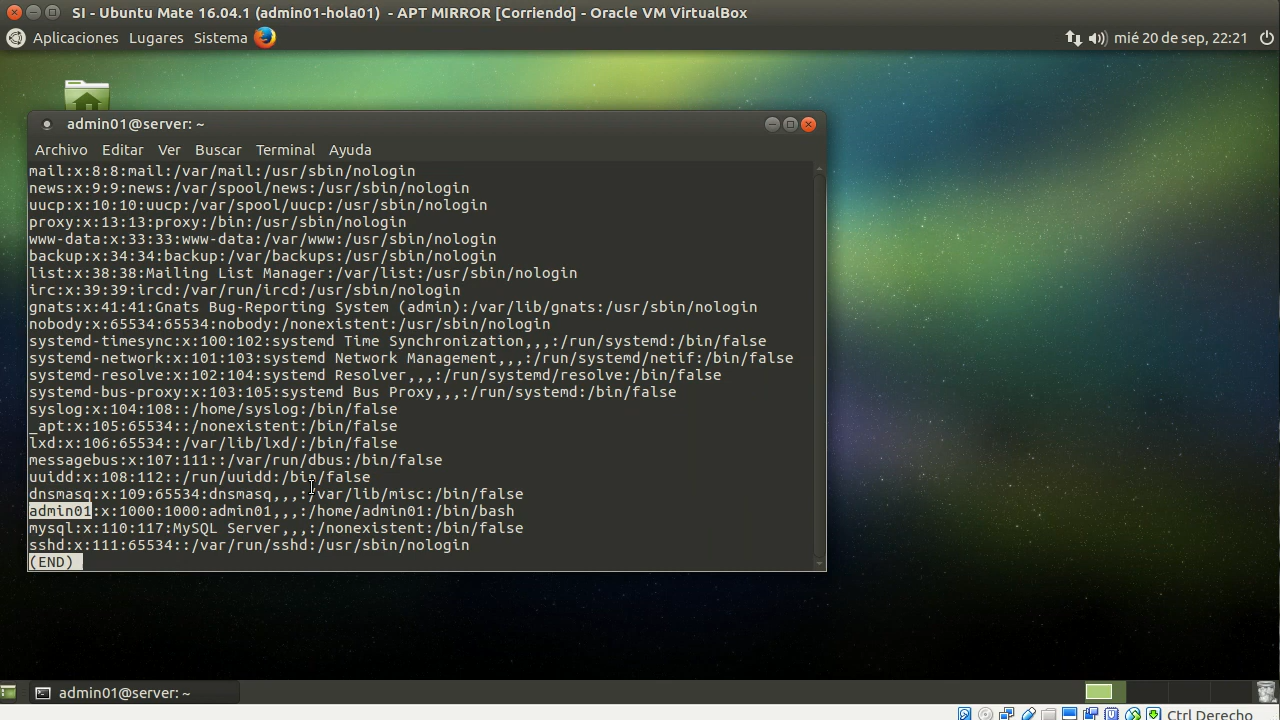 SI - Ubuntu Mate 16.04.1 (admin01-hola01)  - APT MIRROR [Corriendo] - Oracle VM VirtualBox
Aplicaciones Lugares Sistema mié 20 de sep, 22:21
admin01@server: ~
Archivo Editar Ver Buscar Terminal Ayuda
mail:x:8:8:mail:/var/mail:/usr/sbin/nologin
news:x:9:9:news:/var/spool/news:/usr/sbin/nologin
uucp:x:10:10:uucp:/var/spool/uucp:/usr/sbin/nologin
proxy:x:13:13:proxy:/bin:/usr/sbin/nologin
www-data:x:33:33:www-data:/var/www:/usr/sbin/nologin
backup:x:34:34:backup:/var/backups:/usr/sbin/nologin
list:x:38:38:Mailing List Manager:/var/list:/usr/sbin/nologin
irc:x:39:39:ircd:/var/run/ircd:/usr/sbin/nologin
gnats:x:41:41:Gnats Bug-Reporting System (admin):/var/lib/gnats:/usr/sbin/nologin
nobody:x:65534:65534:nobody:/nonexistent:/usr/sbin/nologin
systemd-timesync:x:100:102:systemd Time Synchronization,,,:/run/systemd:/bin/false
systemd-network:x:101:103:systemd Network Management,,,:/run/systemd/netif:/bin/false
systemd-resolve:x:102:104:systemd Resolver,,,:/run/systemd/resolve:/bin/false
systemd-bus-proxy:x:103:105:systemd Bus Proxy,,,:/run/systemd:/bin/false
syslog:x:104:108::/home/syslog:/bin/false
_apt:x:105:65534::/nonexistent:/bin/false
lxd:x:106:65534::/var/lib/lxd/:/bin/false
messagebus:x:107:111::/var/run/dbus:/bin/false
uuidd:x:108:112::/run/uuidd:/bin/false
dnsmasq:x:109:65534:dnsmasq,,,:/var/lib/misc:/bin/false
admin01:x:1000:1000:admin01,,,:/home/admin01:/bin/bash
mysql:x:110:117:MySQL Server,,,:/nonexistent:/bin/false
sshd:x:111:65534::/var/run/sshd:/usr/sbin/nologin
(END)
admin01@server: ~
Ctrl Derecho